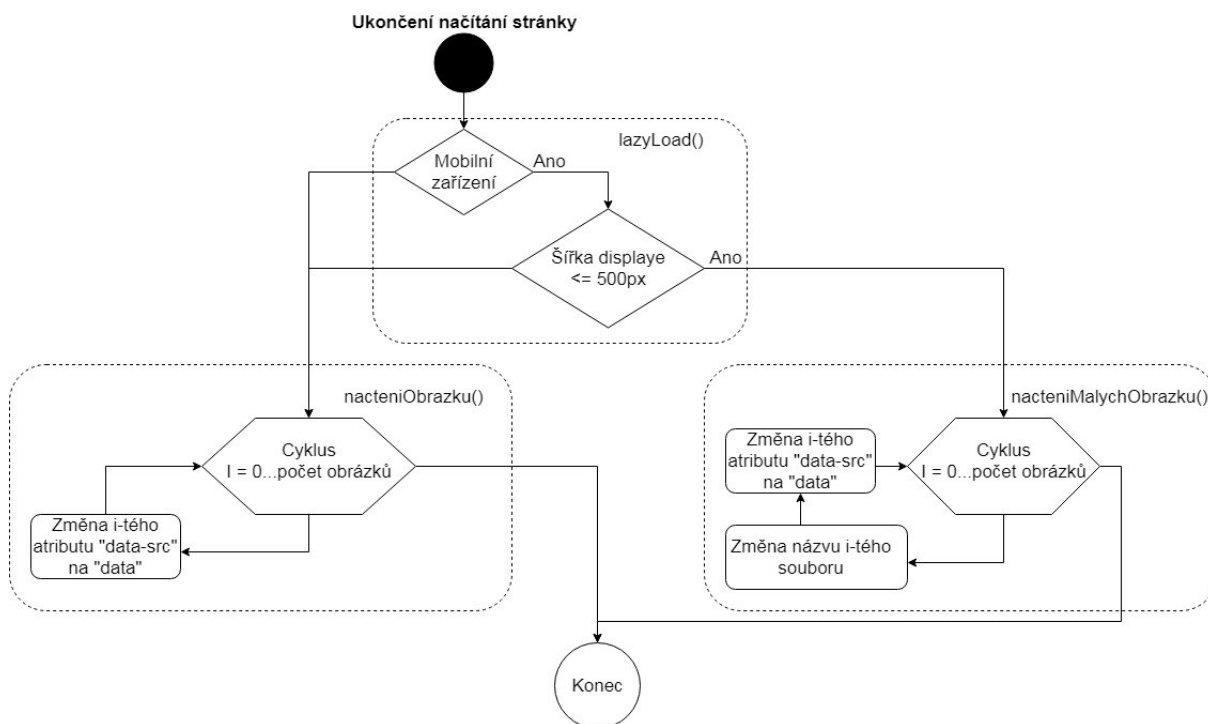 Ukončení načítání stránky
lazyLoad()
Mobilní
zařízení
Ano
Šířka displaye
<= 500px
Ano
nacteniObrazku()
Cyklus
I = 0...počet obrázků
Změna i-tého
atributu "data-src"
na "data"
nacteniMalychObrazku()
Změna i-tého
atributu "data-src"
na "data"
Cyklus
I = 0...počet obrázků
Změna názvu i-tého
souboru
Konec